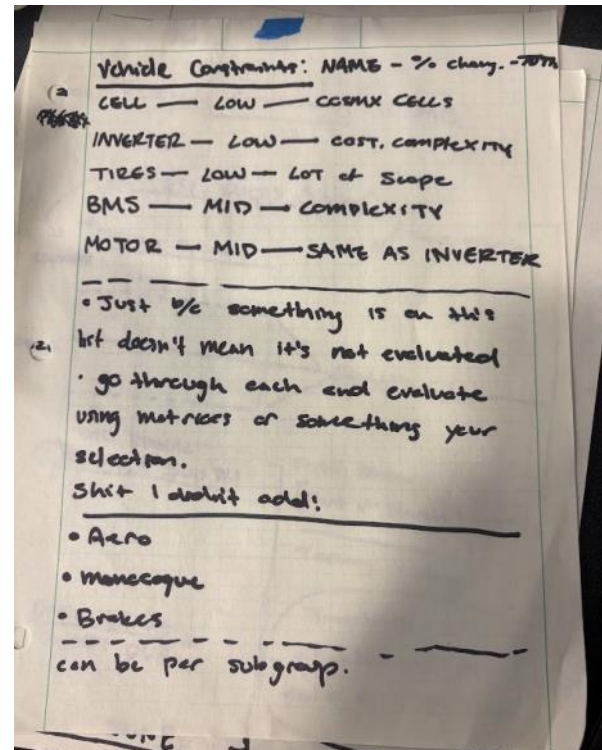 Vehicle Constraints: NAME - % chang. -
CELL — LOW — COSMX CELLS
INVERTER — LOW — COST, COMPLEXITY
TIRES — LOW — LOT of Scope
BMS — MID — COMPLEXITY
MOTOR — MID — SAME AS INVERTER
• Just b/c something is on this
list doesn't mean it's not evaluated
• go through each and evaluate
using matrices or something your
selection.
Shit I didn't add:
• Aero
• monocoque
• Brakes
can be per subgroup.